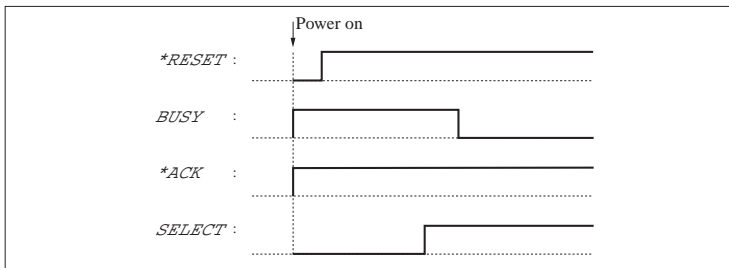 Power on
*RESET :
BUSY :
*ACK :
SELECT :